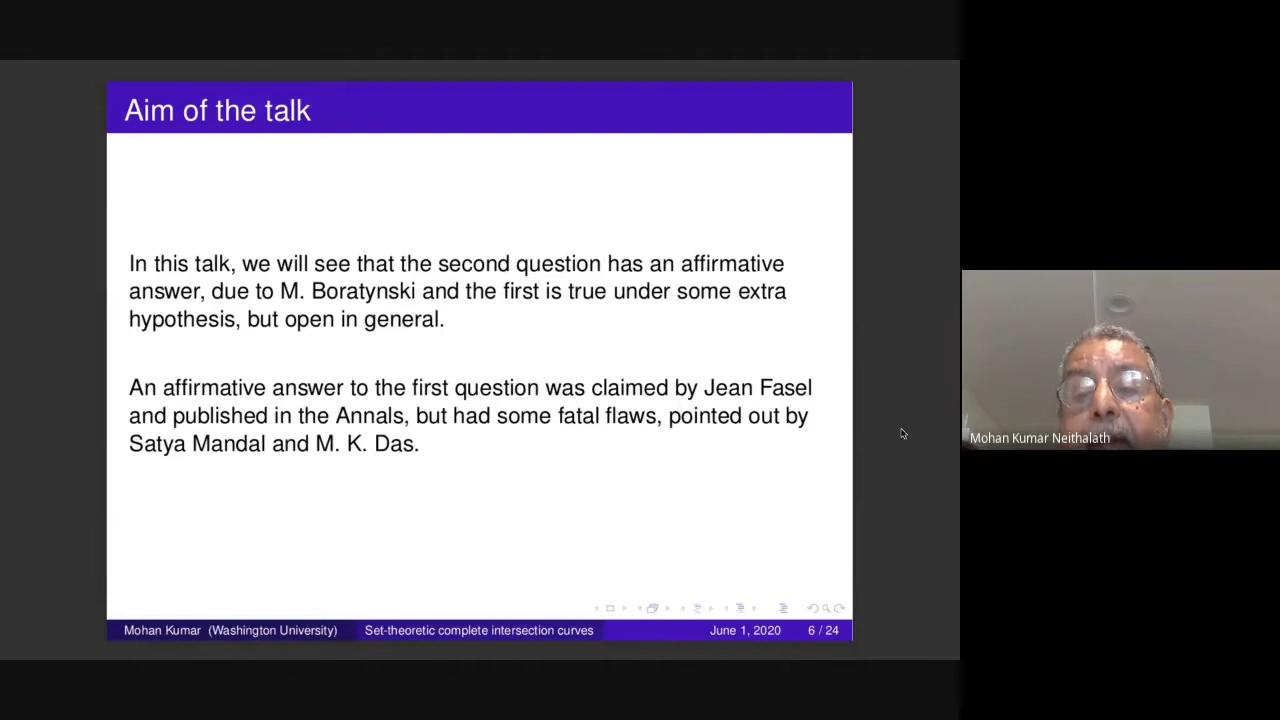 Aim of the talk
In this talk, we will see that the second question has an affirmative
answer, due to M. Boratynski and the first is true under some extra
hypothesis, but open in general.
An affirmative answer to the first question was claimed by Jean Fasel
and published in the Annals, but had some fatal flaws, pointed out by
Satya Mandal and M. K. Das.
Mohan Kumar Neithalath
Mohan Kumar (Washington University) Set-theoretic complete intersection curves June 1, 2020 6 / 24